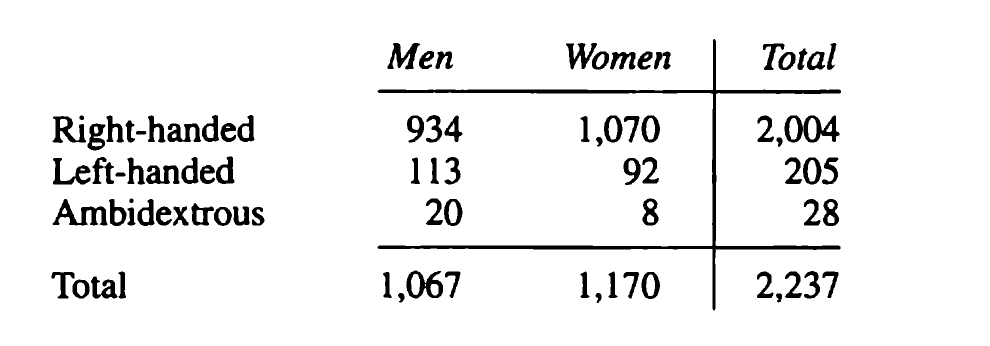 Men Women Total
Right-handed 934 1,070 2,004
Left-handed 113 92 205
Ambidextrous 20 8 28
Total 1,067 1,170 2,237